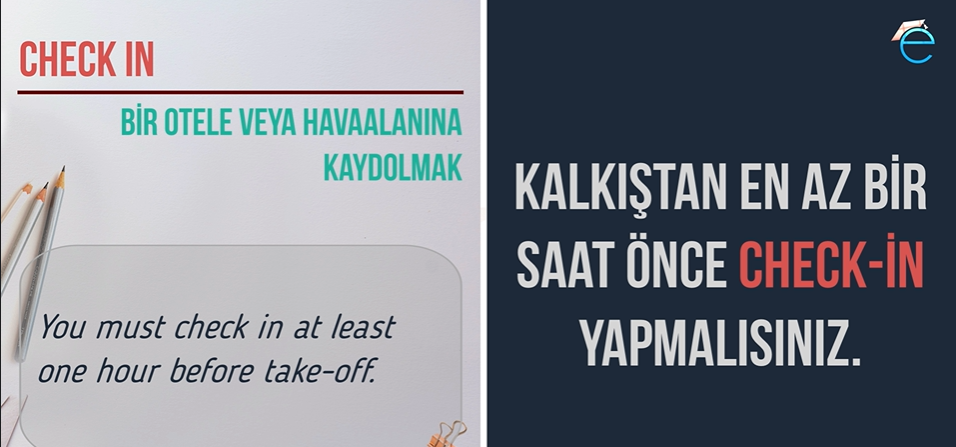 CHECK IN
BİR OTELE VEYA HAVAALANINA
KAYDOLMAK
You must check in at least
one hour before take-off.
e
KALKIŞTAN EN AZ BİR
SAAT ÖNCE CHECK-İN
YAPMALISINIZ.